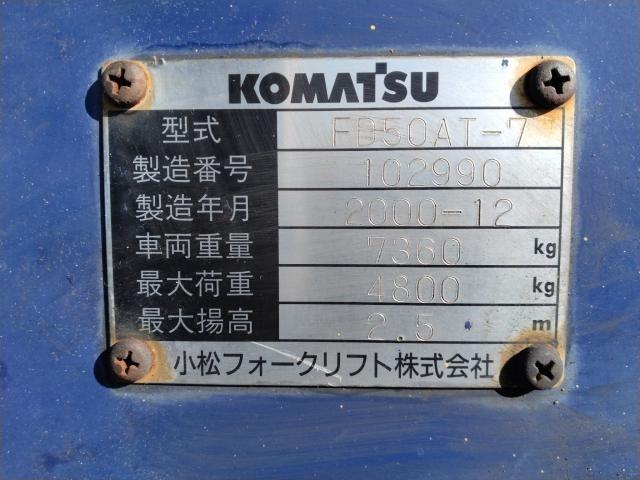 KOMATSU
型式 FD50AT-7
製造番号 102990
製造年月 2000-12
車両重量 7360 kg
最大荷重 4800 kg
最大揚高 2.5 m
小松フォークリフト株式会社